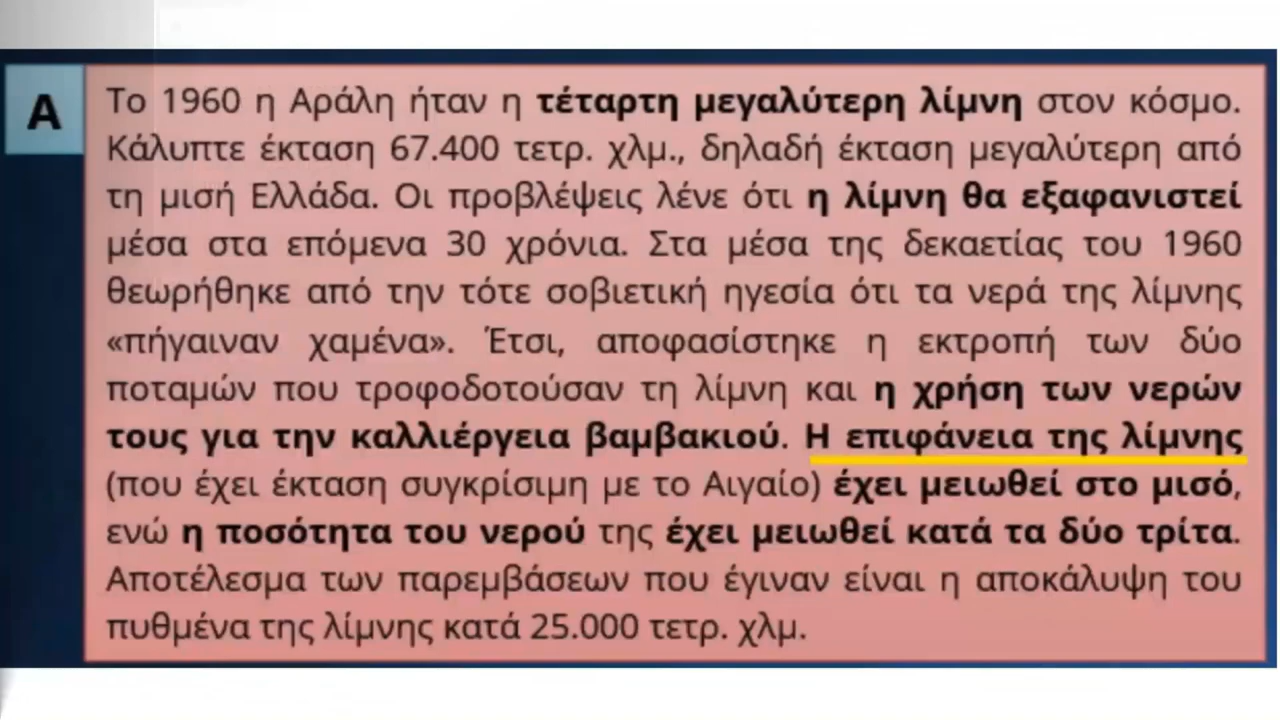 Α
Το 1960 η Αράλη ήταν η τέταρτη μεγαλύτερη λίμνη στον κόσμο.
Κάλυπτε έκταση 67.400 τετρ. χλμ., δηλαδή έκταση μεγαλύτερη από
τη μισή Ελλάδα. Οι προβλέψεις λένε ότι η λίμνη θα εξαφανιστεί
μέσα στα επόμενα 30 χρόνια. Στα μέσα της δεκαετίας του 1960
θεωρήθηκε από την τότε σοβιετική ηγεσία ότι τα νερά της λίμνης
«πήγαιναν χαμένα». Έτσι, αποφασίστηκε η εκτροπή των δύο
ποταμών που τροφοδοτούσαν τη λίμνη και η χρήση των νερών
τους για την καλλιέργεια βαμβακιού. Η επιφάνεια της λίμνης
(που έχει έκταση συγκρίσιμη με το Αιγαίο) έχει μειωθεί στο μισό,
ενώ η ποσότητα του νερού της έχει μειωθεί κατά τα δύο τρίτα.
Αποτέλεσμα των παρεμβάσεων που έγιναν είναι η αποκάλυψη του
πυθμένα της λίμνης κατά 25.000 τετρ. χλμ.